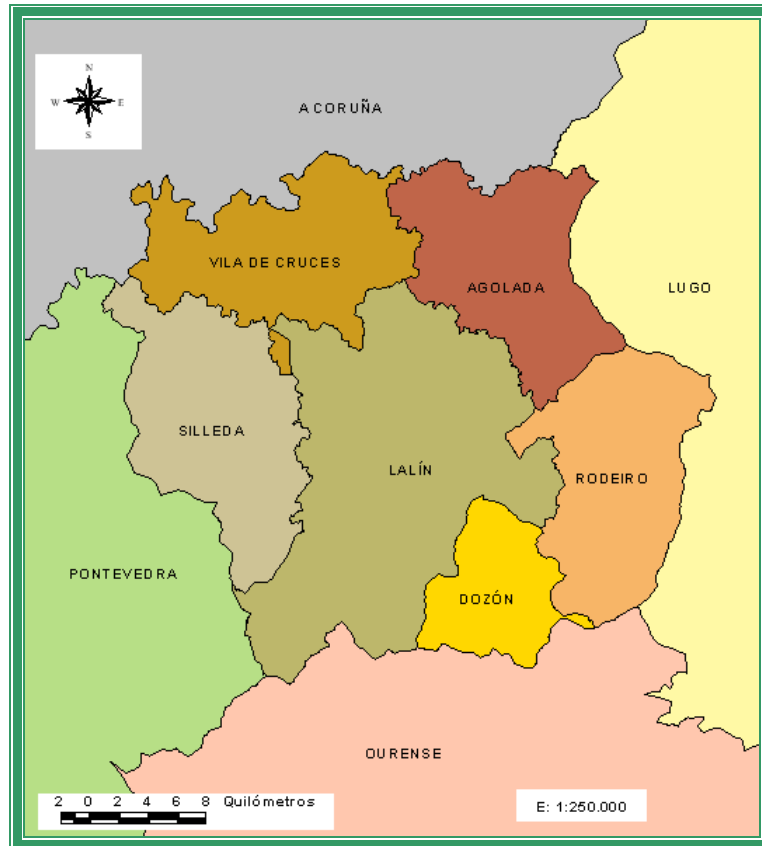 N
W E
S
A CORUÑA
VILA DE CRUCES
AGOLADA
LUGO
SILLEDA
LALÍN
RODEIRO
PONTEVEDRA
DOZÓN
OURENSE
2 0 2 4 6 8 Quilómetros
E: 1:250.000